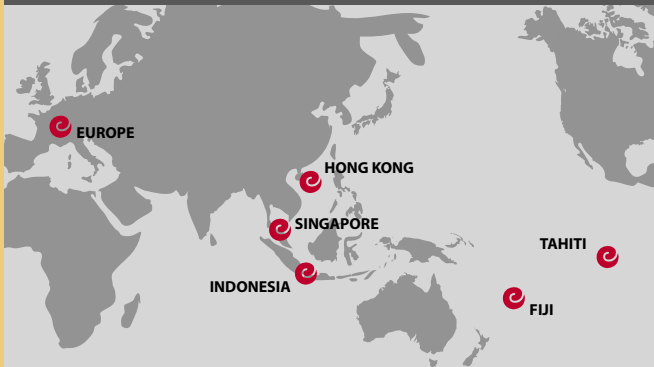 EUROPE
HONG KONG
SINGAPORE
TAHITI
INDONESIA
FIJI